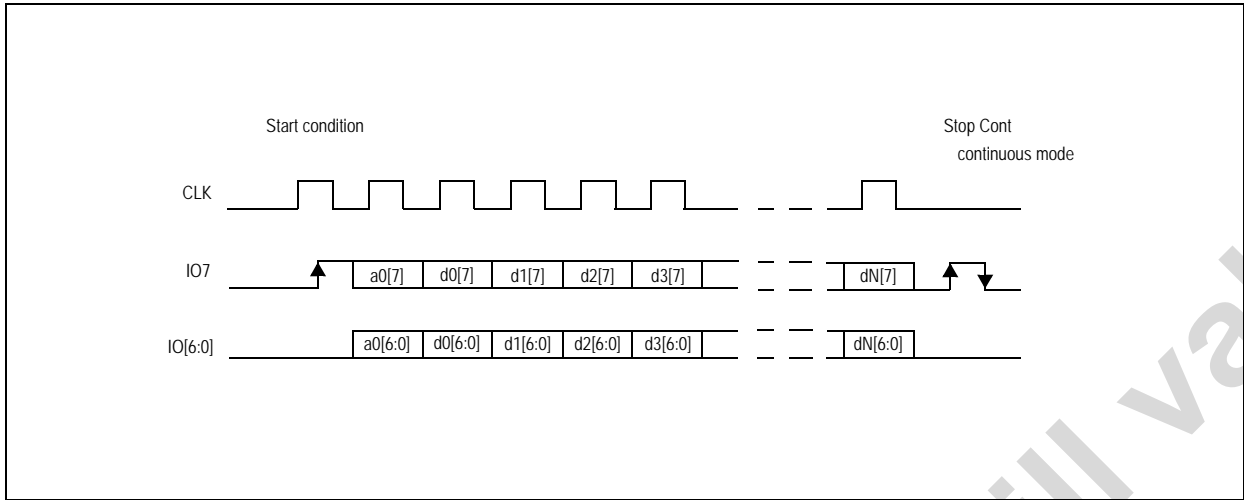 Start condition
Stop Cont
continuous mode
CLK
IO7
a0[7] d0[7] d1[7] d2[7] d3[7] dN[7]
IO[6:0]
a0[6:0] d0[6:0] d1[6:0] d2[6:0] d3[6:0] dN[6:0]